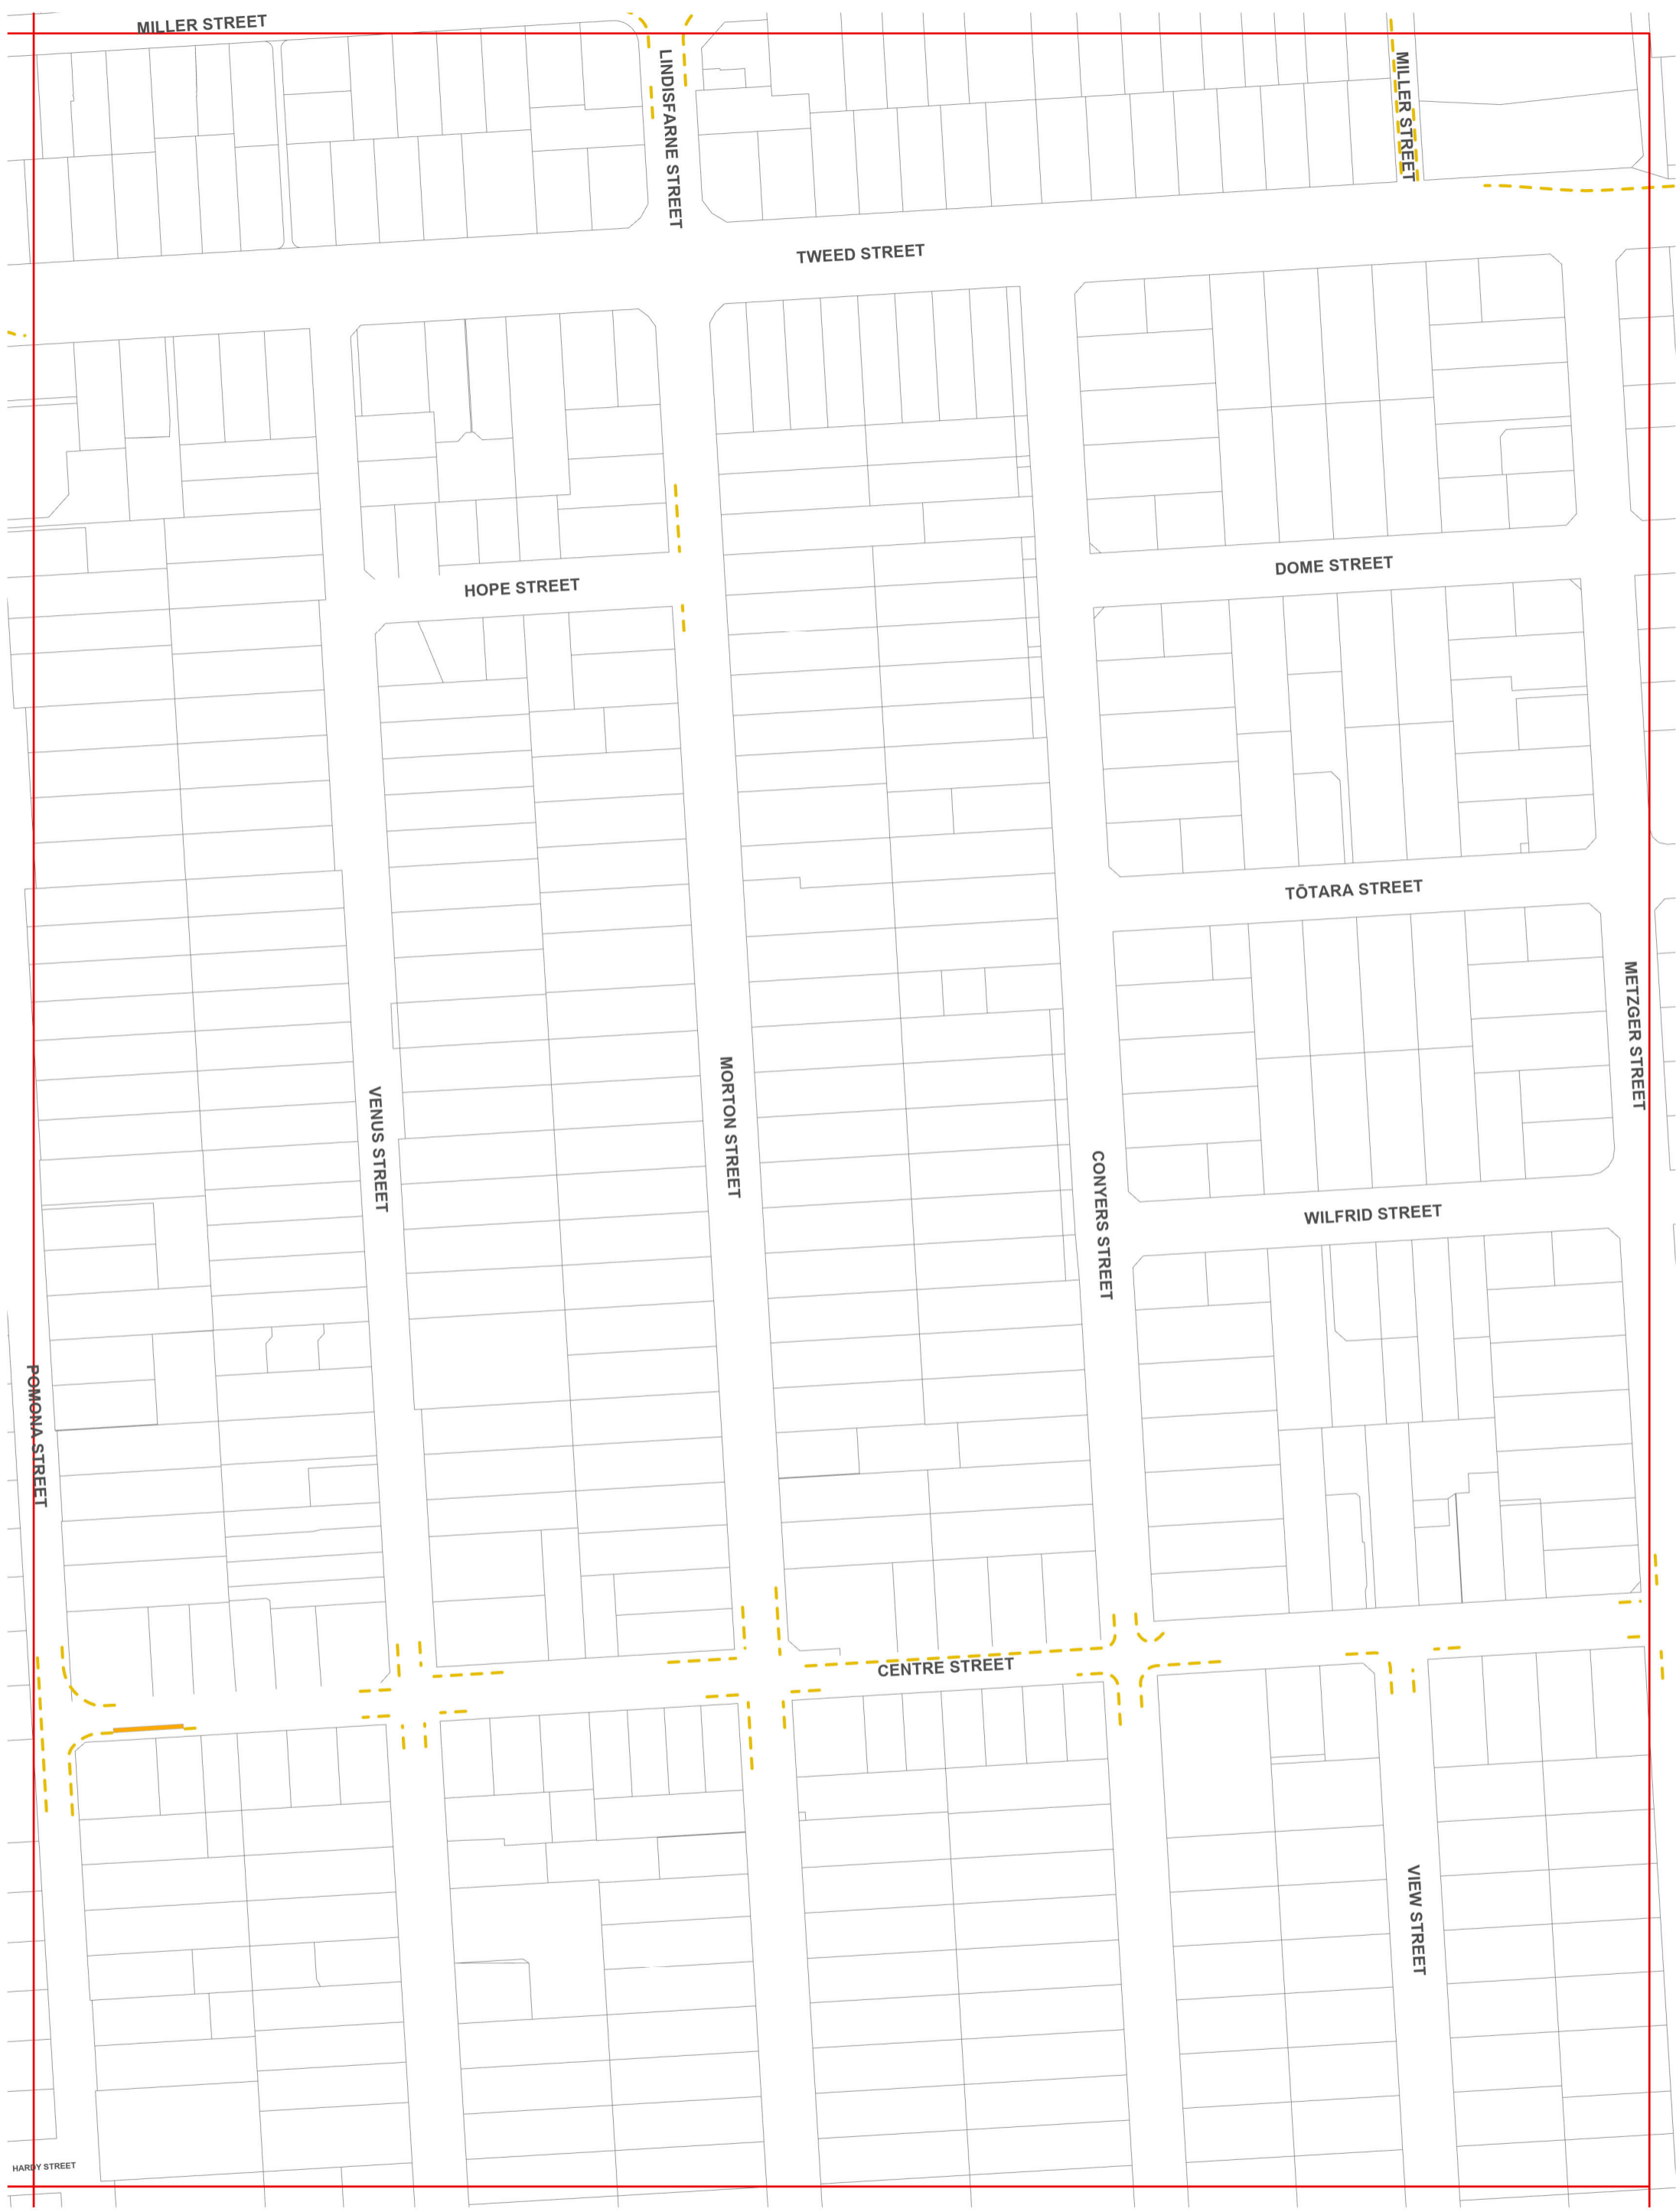 MILLER STREET
LINDISFARNE STREET
MILLER STREET
TWEED STREET
HOPE STREET
DOME STREET
TŌTARA STREET
METZGER STREET
VENUS STREET
MORTON STREET
CONYERS STREET
WILFRID STREET
POMONA STREET
CENTRE STREET
VIEW STREET
HARDY STREET